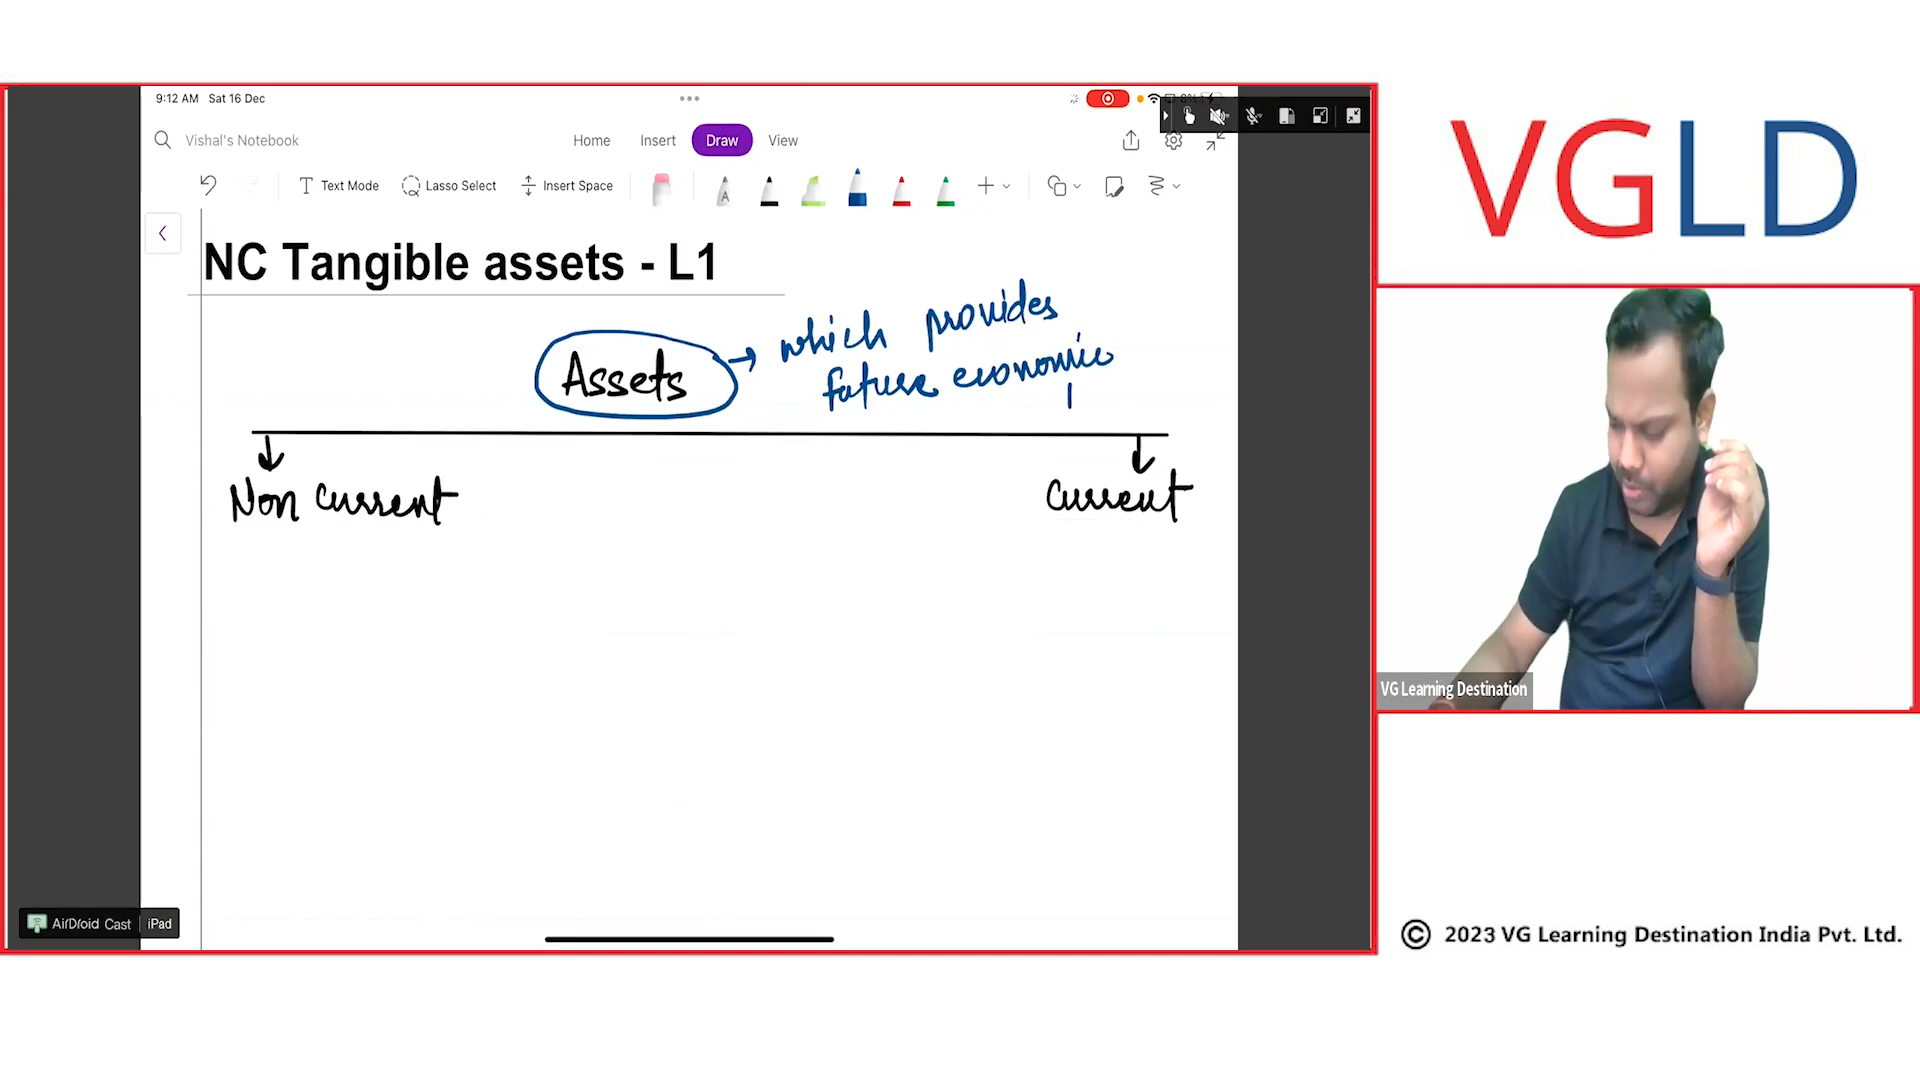 9:12 AM Sat 16 Dec
8%
Vishal's Notebook
Home Insert Draw View
Text Mode Lasso Select Insert Space
A
NC Tangible assets - L1
Assets → which provides
future economic
Non current
Current
VGLD
VG Learning Destination
AirDroid Cast iPad
© 2023 VG Learning Destination India Pvt. Ltd.